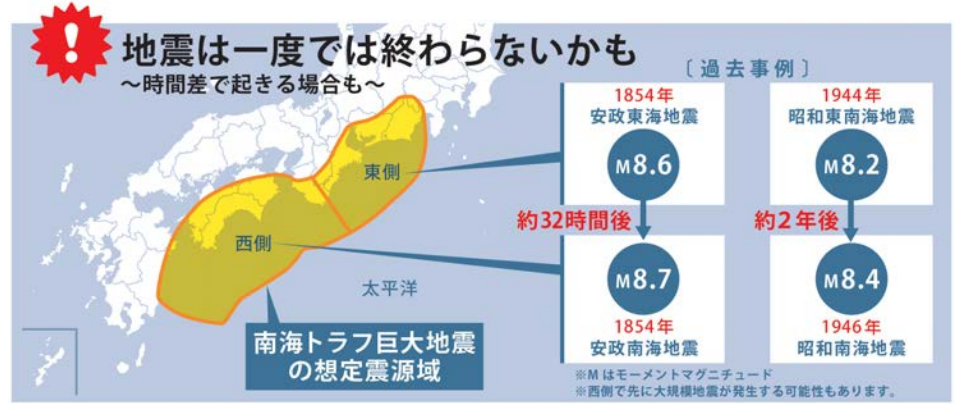 !
地震は一度では終わらないかも
〜時間差で起きる場合も〜
〔過去事例〕
1854年
安政東海地震
M8.6
約32時間後
M8.7
1854年
安政南海地震
1944年
昭和東南海地震
M8.2
約2年後
M8.4
1946年
昭和南海地震
東側
西側
太平洋
南海トラフ巨大地震
の想定震源域
※Mはモーメントマグニチュード
※西側で先に大規模地震が発生する可能性もあります。